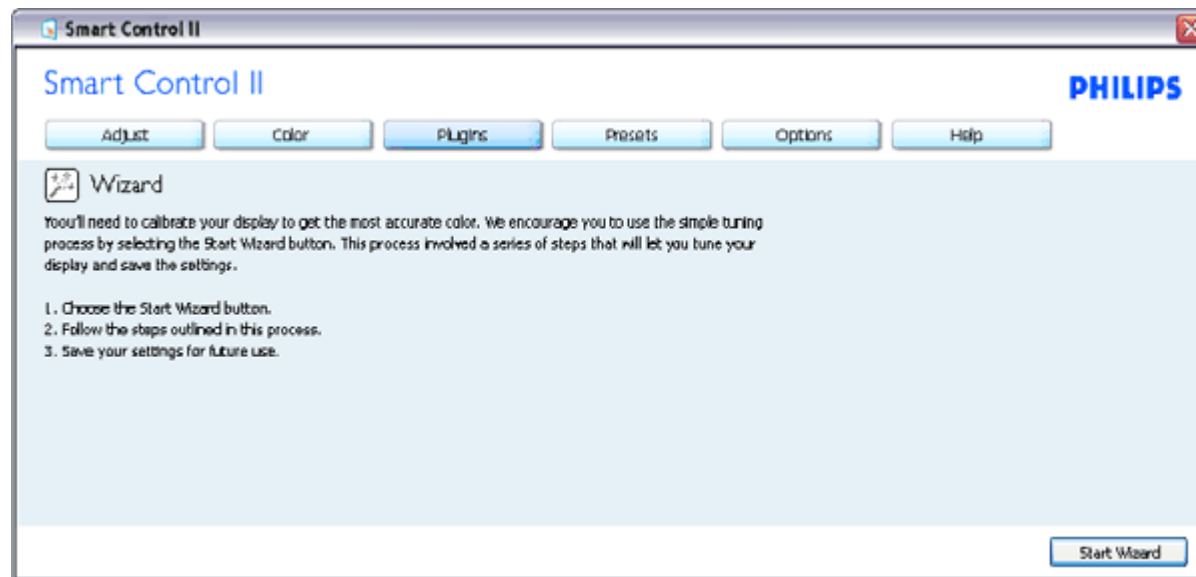 Smart Control II
Smart Control II
PHILIPS
Adjust Color Plugins Presets Options Help
Wizard
Yoou'll need to calibrate your display to get the most accurate color. We encourage you to use the simple tuning
process by selecting the Start Wizard button. This process involved a series of steps that will let you tune your
display and save the settings.
1. Choose the Start Wizard button.
2. Follow the steps outlined in this process.
3. Save your settings for future use.
Start Wizard